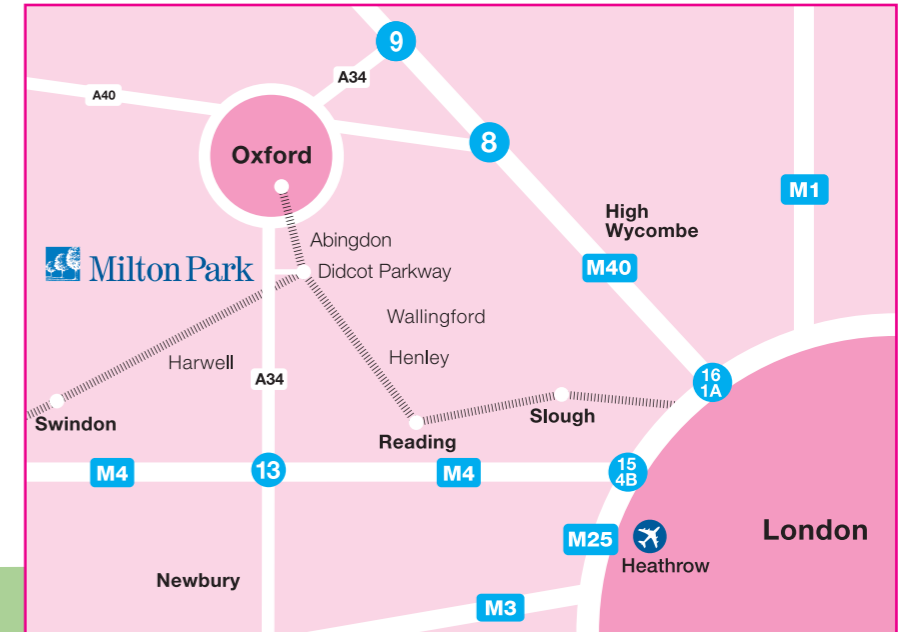 9
A34
A40
8
Oxford
M1
High
Wycombe
Abingdon
Milton Park
Didcot Parkway
M40
Wallingford
Henley
Harwell
A34
16
1A
Slough
Swindon
Reading
M4
13
M4
15
4B
London
M25
Heathrow
Newbury
M3